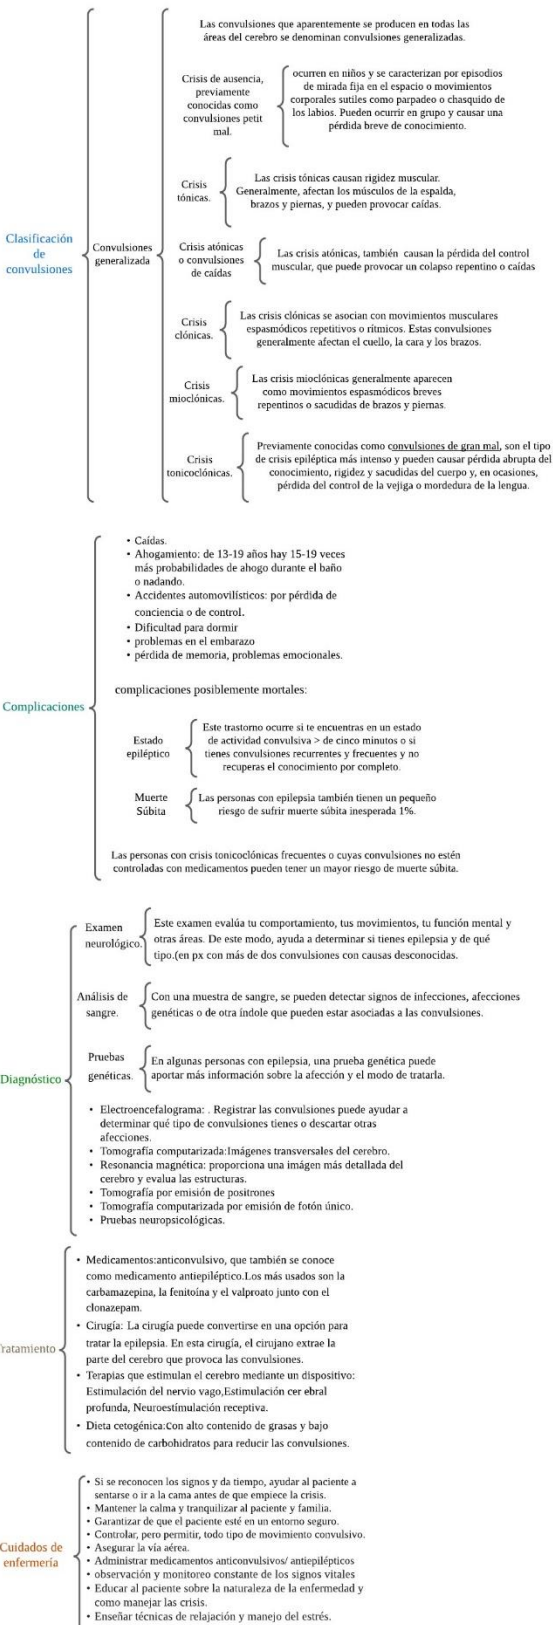 Las convulsiones que aparentemente se producen en todas las
áreas del cerebro se denominan convulsiones generalizadas.
Crisis de ausencia,
previamente
conocidas como
convulsiones petit
mal.
ocurren en niños y se caracterizan por episodios
de mirada fija en el espacio o movimientos
corporales sutiles como parpadeo o chasquido de
los labios. Pueden ocurrir en grupo y causar una
pérdida breve de conocimiento.
Crisis
tónicas.
Las crisis tónicas causan rigidez muscular.
Generalmente, afectan los músculos de la espalda,
brazos y piernas, y pueden provocar caídas.
Clasificación
de
convulsiones
Convulsiones
generalizada
Crisis atónicas
o convulsiones
de caídas
Las crisis atónicas, también causan la pérdida del control
muscular, que puede provocar un colapso repentino o caídas
Crisis
clónicas.
Las crisis clónicas se asocian con movimientos musculares
espasmódicos repetitivos o rítmicos. Estas convulsiones
generalmente afectan el cuello, la cara y los brazos.
Crisis
mioclónicas.
Las crisis mioclónicas generalmente aparecen
como movimientos espasmódicos breves
repentinos o sacudidas de brazos y piernas.
Crisis
tonicoclónicas.
Previamente conocidas como convulsiones de gran mal, son el tipo
de crisis epiléptica más intenso y pueden causar pérdida abrupta del
conocimiento, rigidez y sacudidas del cuerpo y, en ocasiones,
pérdida del control de la vejiga o mordedura de la lengua.
Complicaciones
• Caídas.
• Ahogamiento: de 13-19 años hay 15-19 veces
más probabilidades de ahogo durante el baño
o nadando.
• Accidentes automovilísticos: por pérdida de
conciencia o de control.
• Dificultad para dormir
• problemas en el embarazo
• pérdida de memoria, problemas emocionales.
complicaciones posiblemente mortales:
Estado
epiléptico
Este trastorno ocurre si te encuentras en un estado
de actividad convulsiva > de cinco minutos o si
tienes convulsiones recurrentes y frecuentes y no
recuperas el conocimiento por completo.
Muerte
Súbita
Las personas con epilepsia también tienen un pequeño
riesgo de sufrir muerte súbita inesperada 1%.
Las personas con crisis tonicoclónicas frecuentes o cuyas convulsiones no estén
controladas con medicamentos pueden tener un mayor riesgo de muerte súbita.
Diagnóstico
Examen
neurológico.
Este examen evalúa tu comportamiento, tus movimientos, tu función mental y
otras áreas. De este modo, ayuda a determinar si tienes epilepsia y de qué
tipo.(en px con más de dos convulsiones con causas desconocidas.
Análisis de
sangre.
Con una muestra de sangre, se pueden detectar signos de infecciones, afecciones
genéticas o de otra índole que pueden estar asociadas a las convulsiones.
Pruebas
genéticas.
En algunas personas con epilepsia, una prueba genética puede
aportar más información sobre la afección y el modo de tratarla.
• Electroencefalograma: . Registrar las convulsiones puede ayudar a
determinar qué tipo de convulsiones tienes o descartar otras
afecciones.
• Tomografía computarizada:Imágenes transversales del cerebro.
• Resonancia magnética: proporciona una imágen más detallada del
cerebro y evalua las estructuras.
• Tomografía por emisión de positrones
• Tomografía computarizada por emisión de fotón único.
• Pruebas neuropsicológicas.
ratamiento
• Medicamentos:anticonvulsivo, que también se conoce
como medicamento antiepiléptico.Los más usados son la
carbamazepina, la fenitoína y el valproato junto con el
clonazepam.
• Cirugía: La cirugía puede convertirse en una opción para
tratar la epilepsia. En esta cirugía, el cirujano extrae la
parte del cerebro que provoca las convulsiones.
• Terapias que estimulan el cerebro mediante un dispositivo:
Estimulación del nervio vago,Estimulación cer ebral
profunda, Neuroestímulación receptiva.
• Dieta cetogénica:con alto contenido de grasas y bajo
contenido de carbohidratos para reducir las convulsiones.
Cuidados de
enfermería
• Si se reconocen los signos y da tiempo, ayudar al paciente a
sentarse o ir a la cama antes de que empiece la crisis.
• Mantener la calma y tranquilizar al paciente y familia.
• Garantizar de que el paciente esté en un entorno seguro.
• Controlar, pero permitir, todo tipo de movimiento convulsivo.
• Asegurar la vía aérea.
• Administrar medicamentos anticonvulsivos/ antiepilépticos
• observación y monitoreo constante de los signos vitales
• Educar al paciente sobre la naturaleza de la enfermedad y
como manejar las crisis.
• Enseñar técnicas de relajación y manejo del estrés.